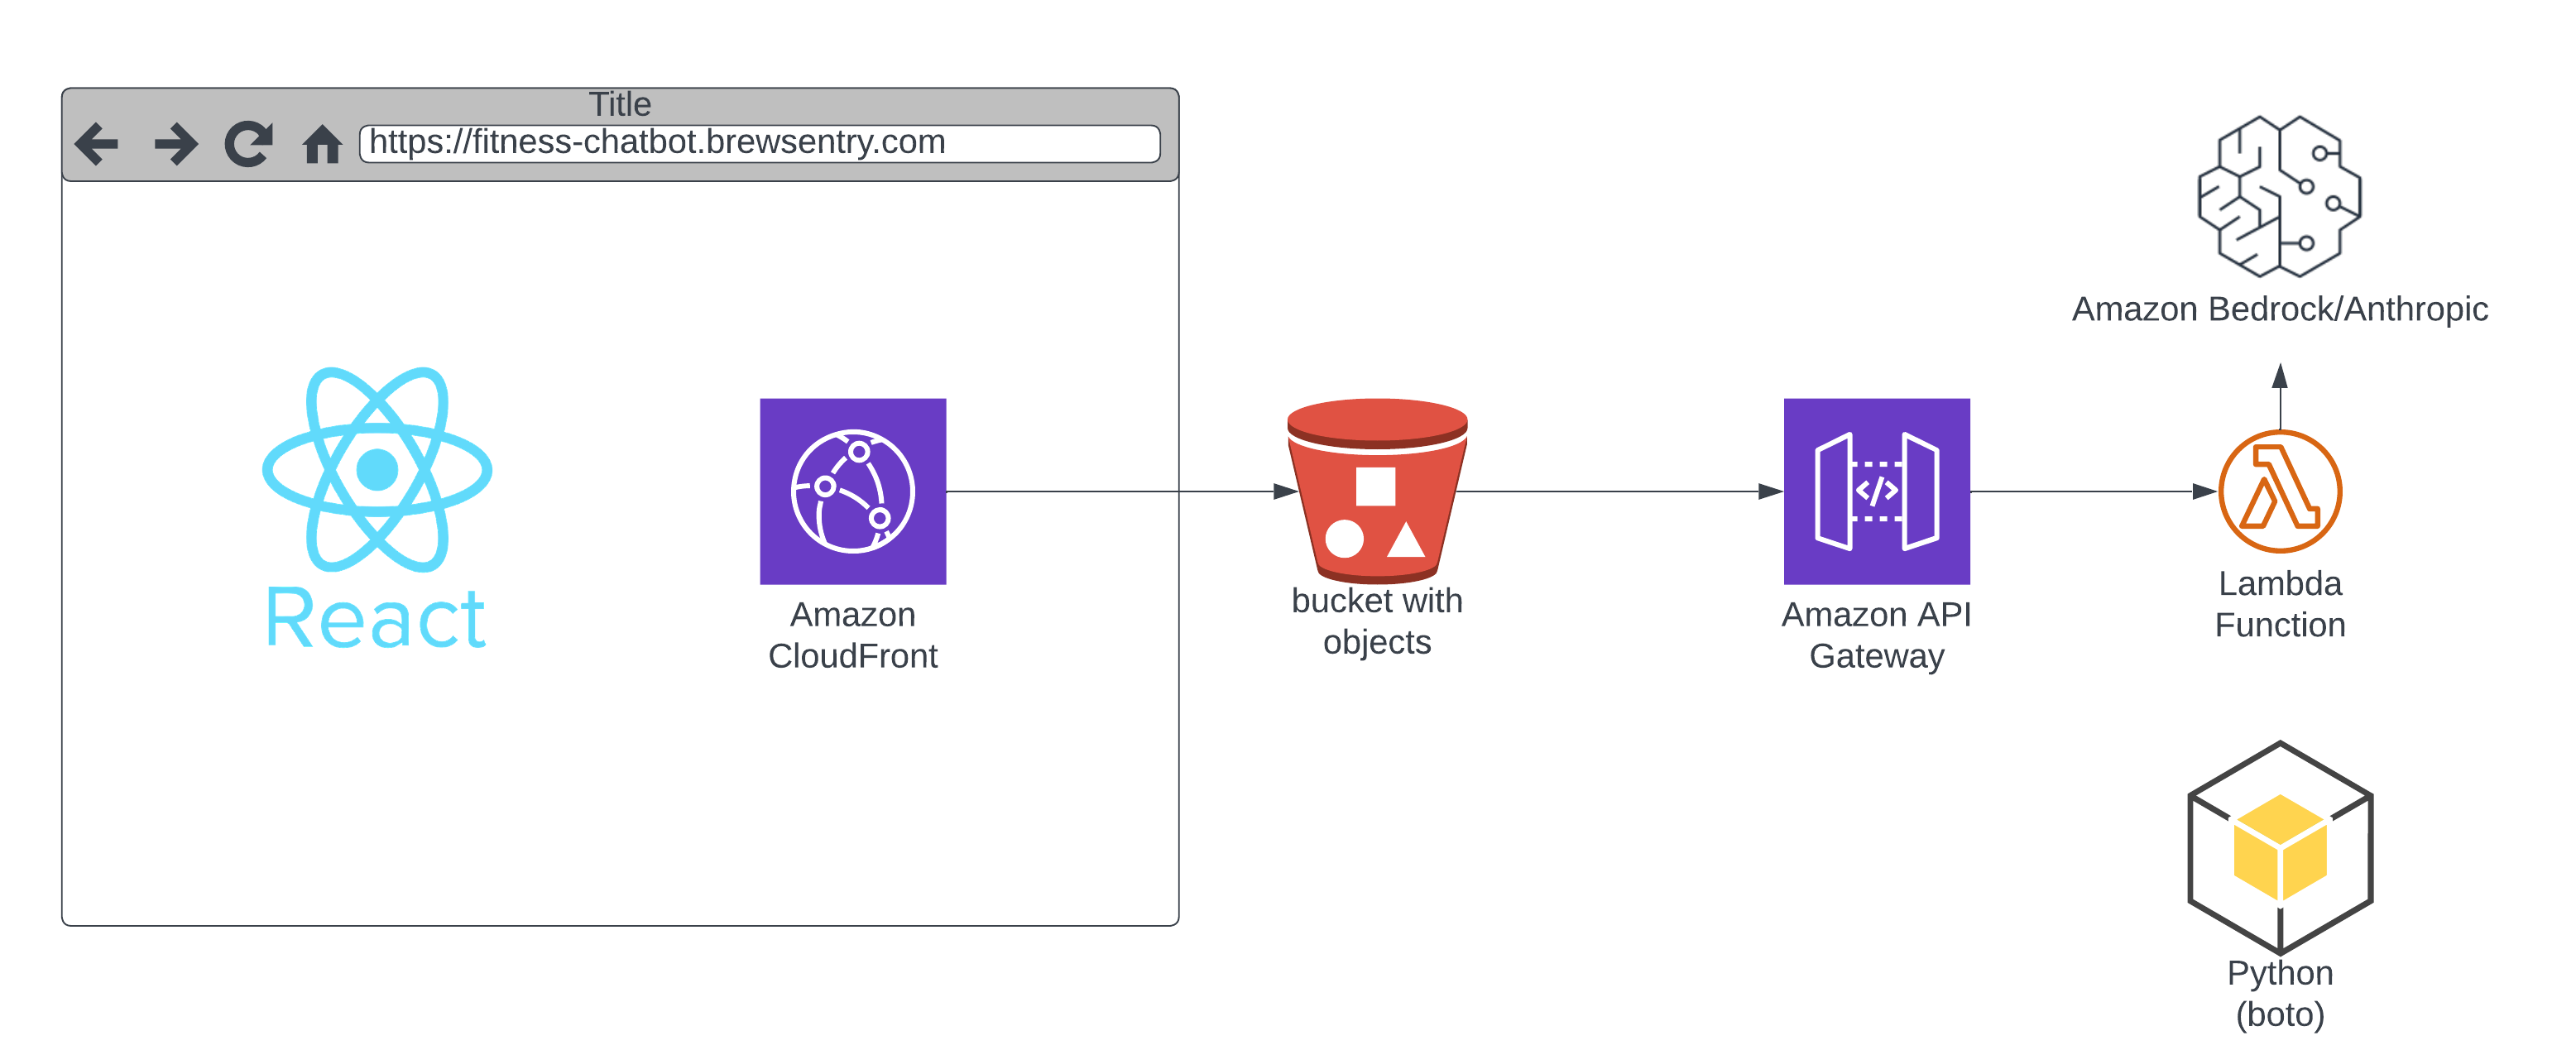 Title
https://fitness-chatbot.brewsentry.com
Amazon Bedrock/Anthropic
React
Amazon
CloudFront
bucket with
objects
Amazon API
Gateway
Lambda
Function
Python
(boto)